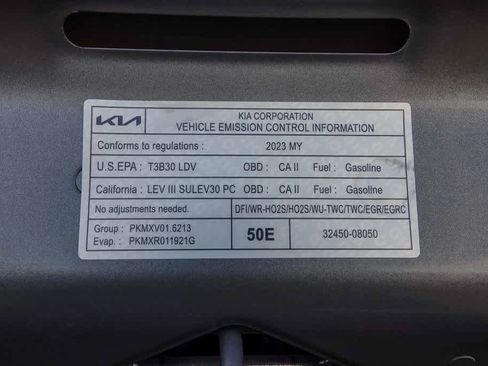 KIA KIA CORPORATION
VEHICLE EMISSION CONTROL INFORMATION
Conforms to regulations : 2023 MY
U.S.EPA : T3B30 LDV OBD : CA II Fuel : Gasoline
California : LEV III SULEV30 PC OBD : CA II Fuel : Gasoline
No adjustments needed. DFI/WR-HO2S/HO2S/WU-TWC/TWC/EGR/EGRC
Group : PKMXV01.6213
Evap. : PKMXR011921G
50E
32450-08050